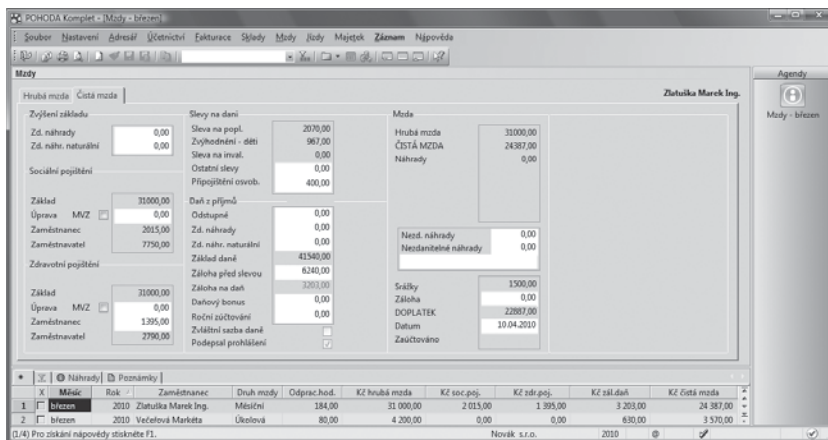 POHODA Komplet - [Mzdy - březen]
Soubor Nastavení Adresář Účetnictví Fakturace Sklady Mzdy Jízdy Majetek Záznam Nápověda
Mzdy
Agendy
Hrubá mzda Čistá mzda
Zlatuška Marek Ing.
Mzdy - březen
Zvýšení základu
Zd. náhrady 0,00
Zd. náhr. naturální 0,00
Sociální pojištění
Základ 31000,00
Úprava MVZ 0,00
Zaměstnanec 2015,00
Zaměstnavatel 7750,00
Zdravotní pojištění
Základ 31000,00
Úprava MVZ 0,00
Zaměstnanec 1395,00
Zaměstnavatel 2790,00
Slevy na dani
Sleva na popl. 2070,00
Zvýhodnění - děti 967,00
Sleva na inval. 0,00
Ostatní slevy 0,00
Připojištění osvob. 400,00
Daň z příjmů
Odstupné 0,00
Zd. náhrady 0,00
Zd. náhr. naturální 0,00
Základ daně 41540,00
Záloha před slevou 6240,00
Záloha na daň 3203,00
Daňový bonus 0,00
Roční zúčtování 0,00
Zvláštní sazba daně
Podepsal prohlášení
Mzda
Hrubá mzda 31000,00
ČISTÁ MZDA 24387,00
Náhrady 0,00
Nezd. náhrady 0,00
Nezdanitelné náhrady 0,00
Srážky 1500,00
Záloha 0,00
DOPLATEK 22887,00
Datum 10.04.2010
Zaúčtováno
Náhrady Poznámky
X Měsíc Rok Zaměstnanec Druh mzdy Odprac.hod. Kč hrubá mzda Kč soc.poj. Kč zdr.poj. Kč zál.daň Kč čistá mzda
1 březen 2010 Zlatuška Marek Ing. Měsíční 184,00 31 000,00 2 015,00 1 395,00 3 203,00 24 387,00
2 březen 2010 Večeřová Markéta Úkolová 80,00 4 200,00 0,00 0,00 630,00 3 570,00
(1/4) Pro získání nápovědy stiskněte F1. Novák s.r.o. 2010 @